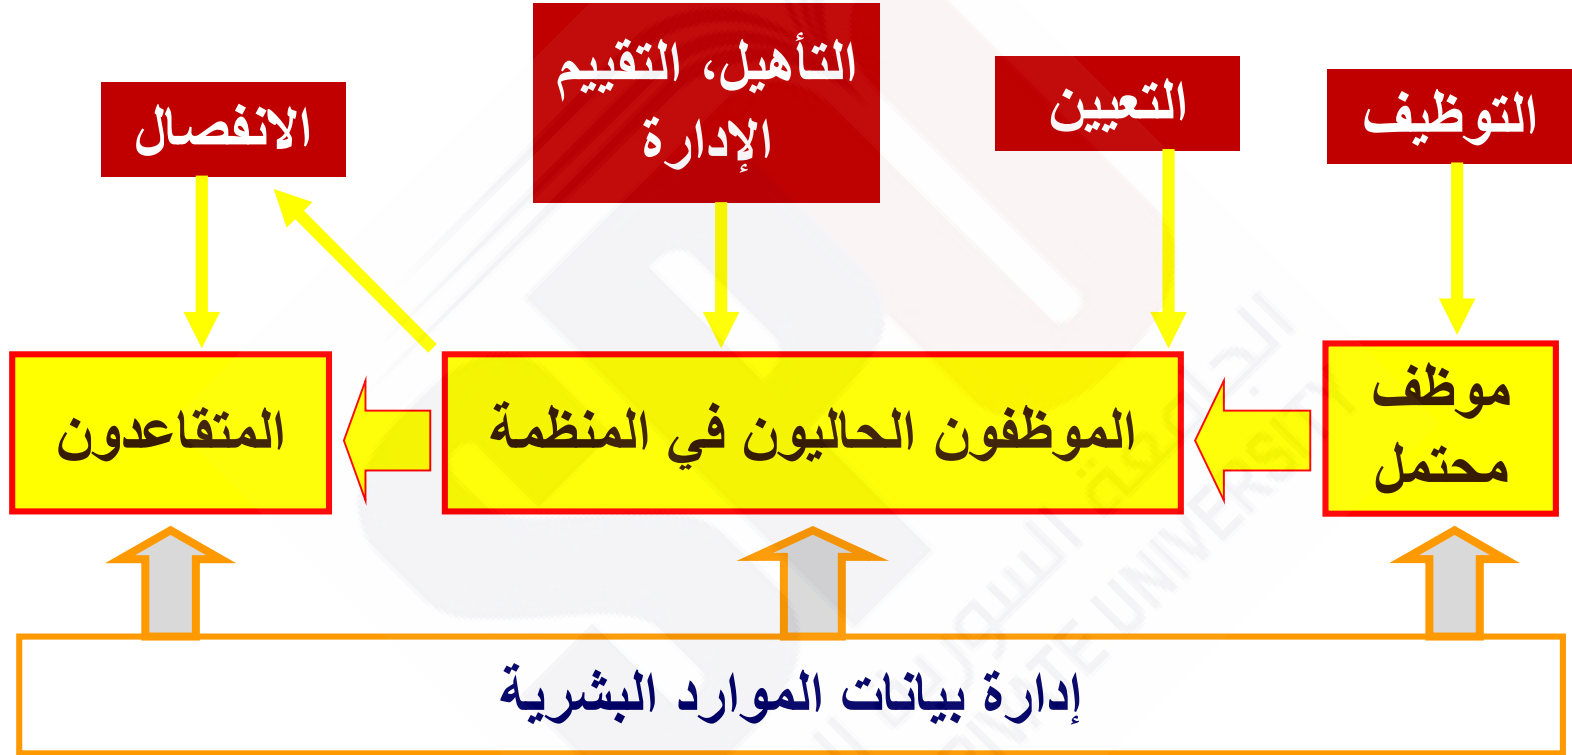 التوظيف
التعيين
التأهيل، التقييم
الإدارة
الانفصال
موظف
محتمل
الموظفون الحاليون في المنظمة
المتقاعدون
إدارة بيانات الموارد البشرية